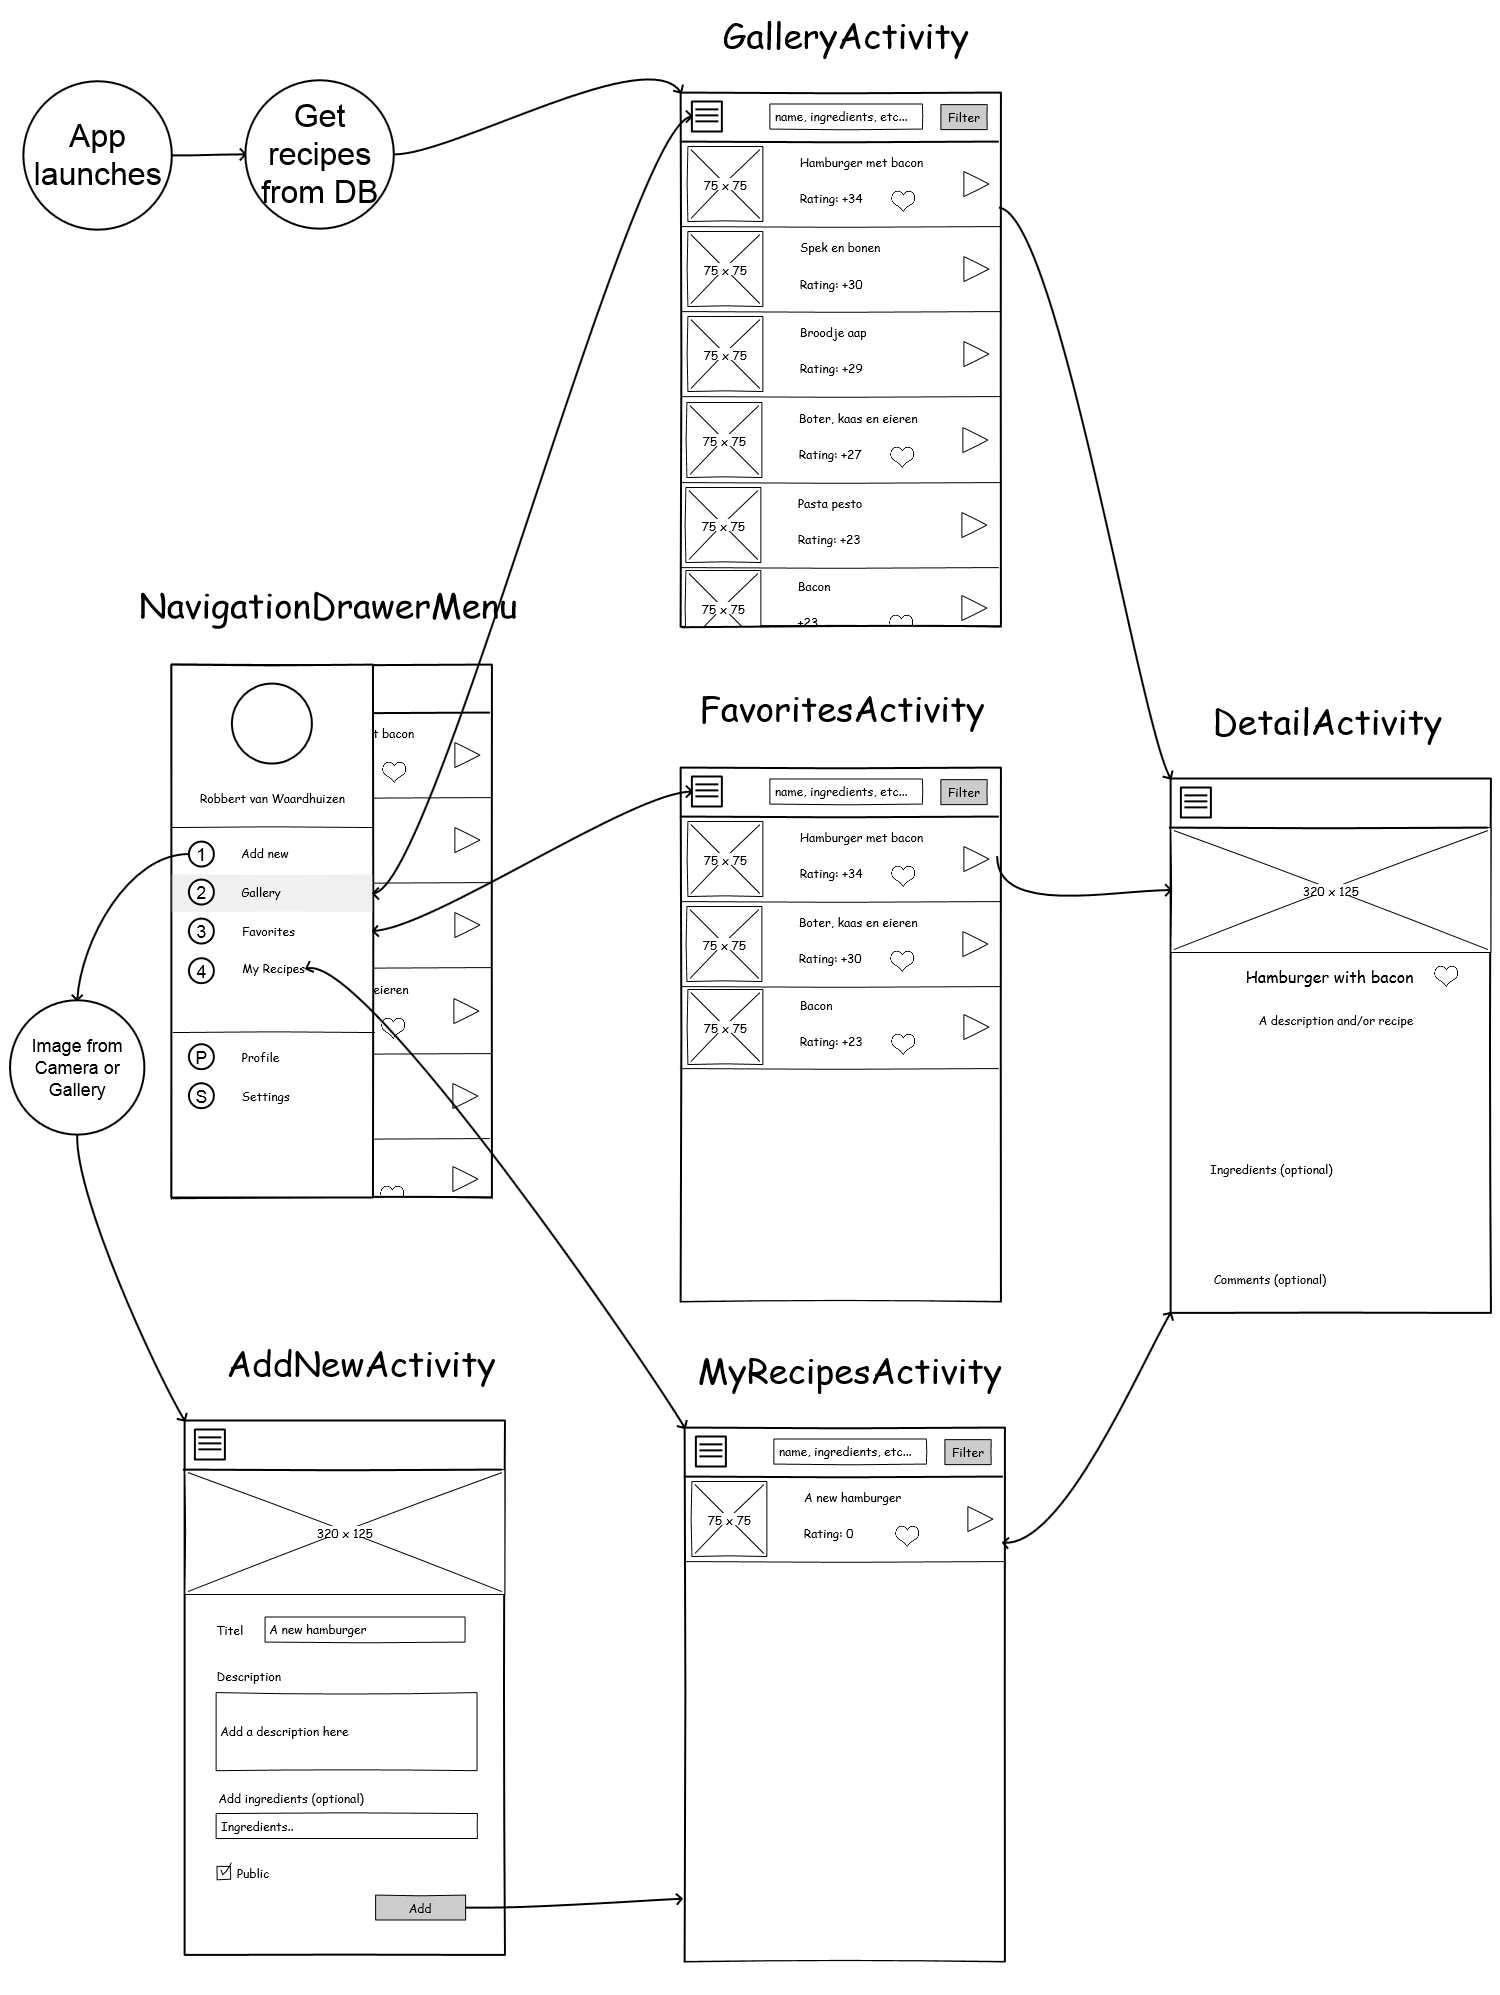 GalleryActivity
App
launches
Get
recipes
from DB
name, ingredients, etc... Filter
75 x 75
Hamburger met bacon
Rating: +34
75 x 75
Spek en bonen
Rating: +30
75 x 75
Broodje aap
Rating: +29
75 x 75
Boter, kaas en eieren
Rating: +27
75 x 75
Pasta pesto
Rating: +23
75 x 75
Bacon
+23
NavigationDrawerMenu
t bacon
Robbert van Waardhuizen
1 Add new
2 Gallery
3 Favorites
4 My Recipes
eieren
P Profile
S Settings
Image from
Camera or
Gallery
FavoritesActivity
name, ingredients, etc... Filter
75 x 75
Hamburger met bacon
Rating: +34
75 x 75
Boter, kaas en eieren
Rating: +30
75 x 75
Bacon
Rating: +23
DetailActivity
320 x 125
Hamburger with bacon
A description and/or recipe
Ingredients (optional)
Comments (optional)
AddNewActivity
320 x 125
Titel A new hamburger
Description
Add a description here
Add ingredients (optional)
Ingredients..
Public
Add
MyRecipesActivity
name, ingredients, etc... Filter
75 x 75
A new hamburger
Rating: 0